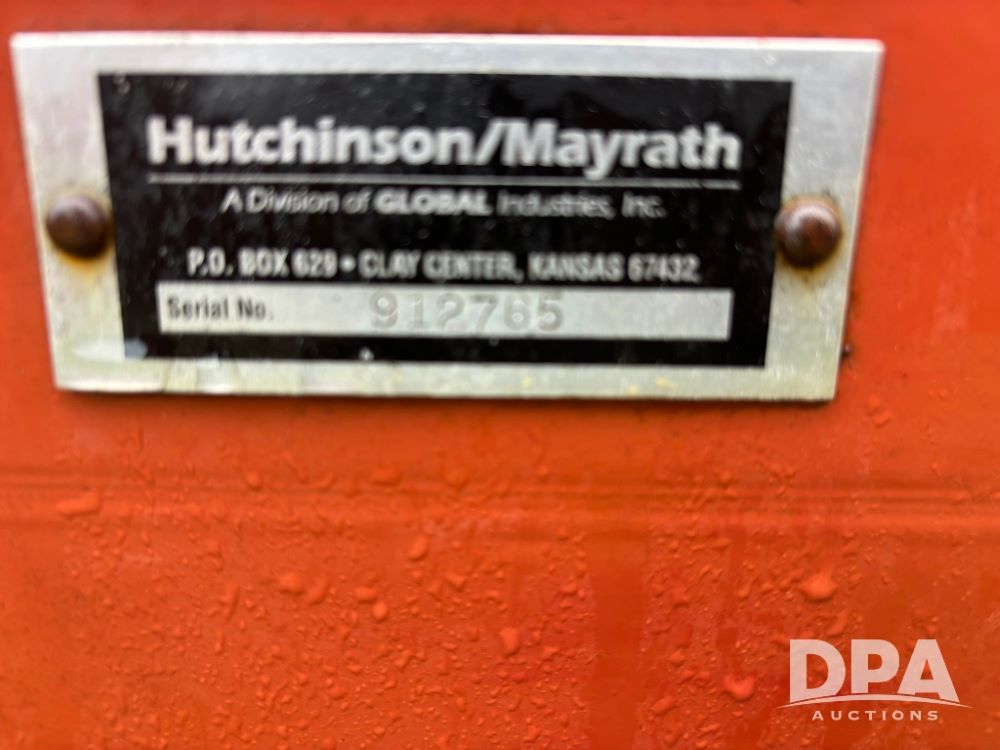 Hutchinson/Mayrath
A Division of GLOBAL Industries, Inc.
P.O. BOX 629 • CLAY CENTER, KANSAS 67432
Serial No. 912765
DPA
AUCTIONS